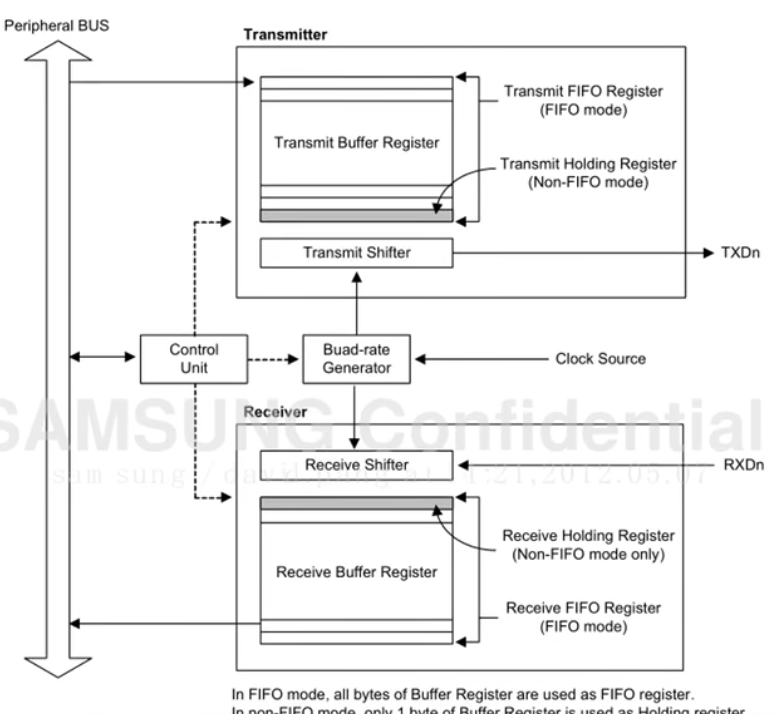 Peripheral BUS
Transmitter
Transmit FIFO Register
(FIFO mode)
Transmit Buffer Register
Transmit Holding Register
(Non-FIFO mode)
Transmit Shifter
TXDn
Control
Unit
Buad-rate
Generator
Clock Source
SAMSUNG Confidential
Receiver
Receive Shifter
RXDn
sam sung / david.pang at 1:21,2012.05.07
Receive Holding Register
(Non-FIFO mode only)
Receive Buffer Register
Receive FIFO Register
(FIFO mode)
In FIFO mode, all bytes of Buffer Register are used as FIFO register.
In non-FIFO mode, only 1 byte of Buffer Register is used as Holding register